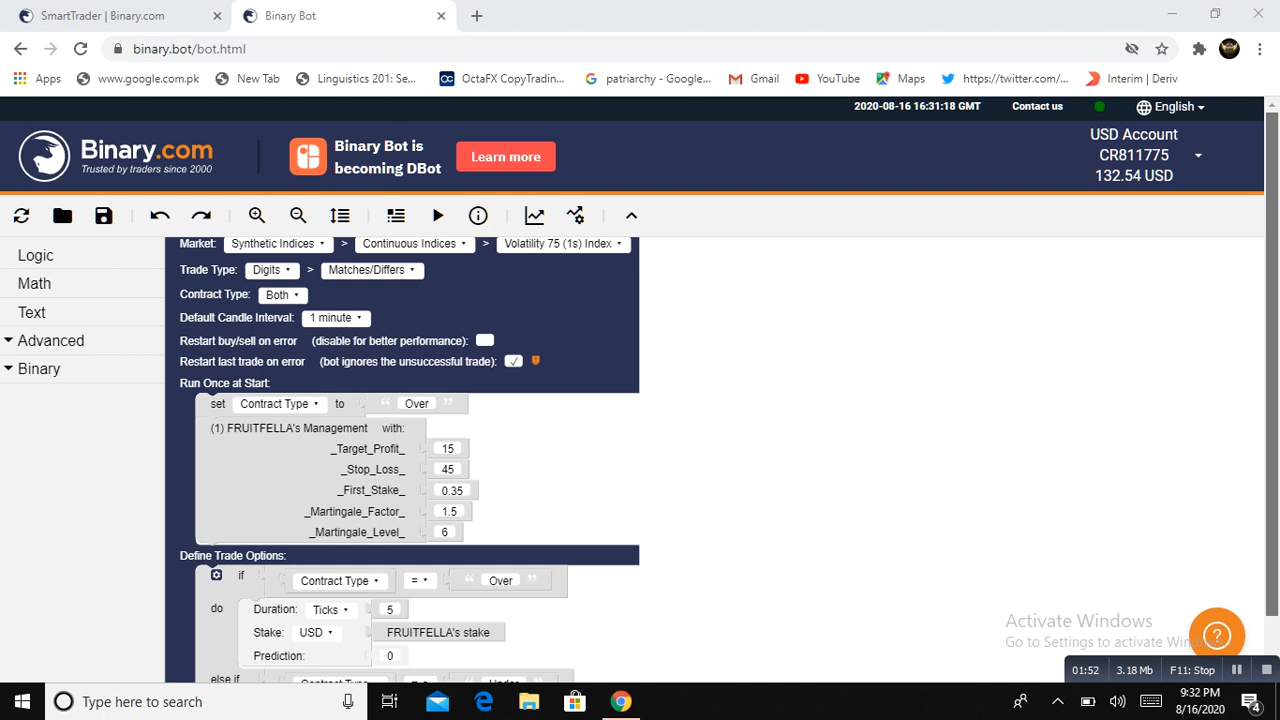 SmartTrader | Binary.com
Binary Bot
binary.bot/bot.html
Apps www.google.com.pk New Tab Linguistics 201: Se... OctaFX CopyTradin... patriarchy - Google... Gmail YouTube Maps https://twitter.com/... Interim | Deriv
2020-08-16 16:31:18 GMT Contact us English
Binary.com
Trusted by traders since 2000
Binary Bot is
becoming DBot
Learn more
USD Account
CR811775
132.54 USD
Logic
Math
Text
Advanced
Binary
Market: Synthetic Indices > Continuous Indices > Volatility 75 (1s) Index
Trade Type: Digits > Matches/Differs
Contract Type: Both
Default Candle Interval: 1 minute
Restart buy/sell on error (disable for better performance):
Restart last trade on error (bot ignores the unsuccessful trade): ✓
Run Once at Start:
set Contract Type to “ Over ”
(1) FRUITFELLA's Management with:
_Target_Profit_ 15
_Stop_Loss_ 45
_First_Stake_ 0.35
_Martingale_Factor_ 1.5
_Martingale_Level_ 6
Define Trade Options:
if Contract Type = “ Over ”
do Duration: Ticks 5
Stake: USD FRUITFELLA's stake
Prediction: 0
else if Contract Type = Under
Activate Windows
Go to Settings to activate Windows.
?
01:52 3.18 Mb F11: Stop
Type here to search
9:32 PM
8/16/2020
4